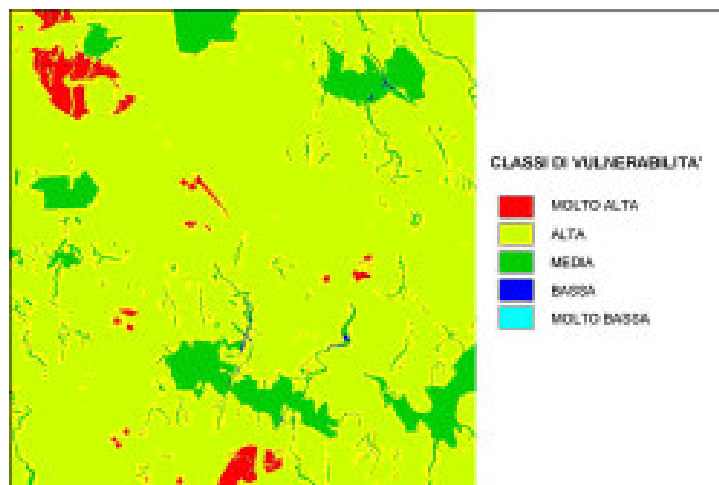 CLASSI DI VULNERABILITA'
MOLTO ALTA
ALTA
MEDIA
BASSA
MOLTO BASSA